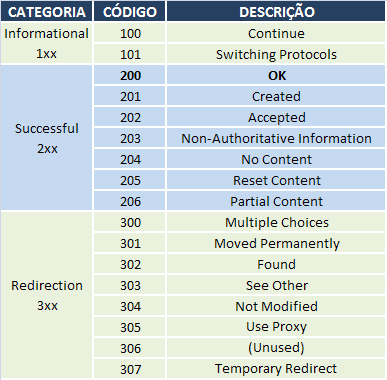 CATEGORIA CÓDIGO DESCRIÇÃO
Informational 1xx
100 Continue
101 Switching Protocols
Successful 2xx
200 OK
201 Created
202 Accepted
203 Non-Authoritative Information
204 No Content
205 Reset Content
206 Partial Content
Redirection 3xx
300 Multiple Choices
301 Moved Permanently
302 Found
303 See Other
304 Not Modified
305 Use Proxy
306 (Unused)
307 Temporary Redirect